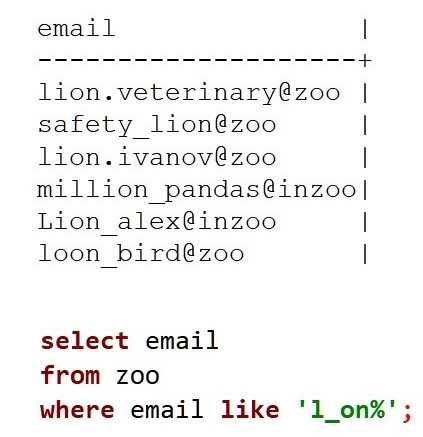 email |
--------------------+
lion.veterinary@zoo |
safety_lion@zoo |
lion.ivanov@zoo |
million_pandas@inzoo|
Lion_alex@inzoo |
loon_bird@zoo |
select email
from zoo
where email like 'l_on%';